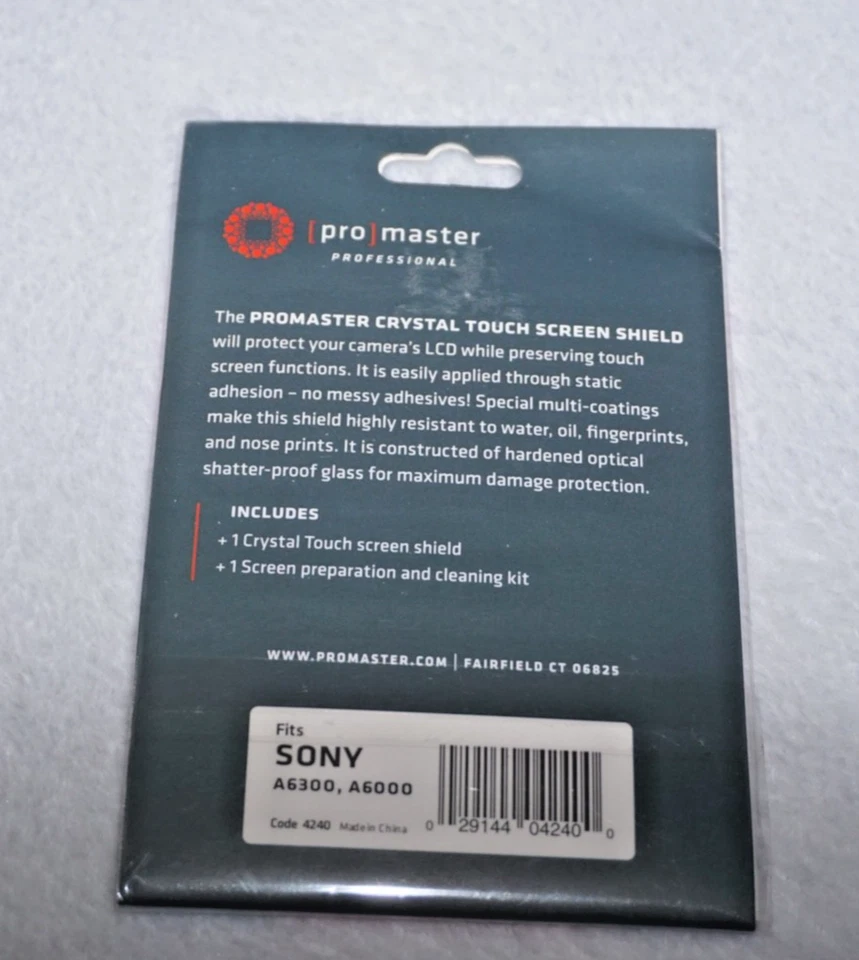 [pro]master
PROFESSIONAL
The PROMASTER CRYSTAL TOUCH SCREEN SHIELD
will protect your camera's LCD while preserving touch
screen functions. It is easily applied through static
adhesion – no messy adhesives! Special multi-coatings
make this shield highly resistant to water, oil, fingerprints,
and nose prints. It is constructed of hardened optical
shatter-proof glass for maximum damage protection.
INCLUDES
+ 1 Crystal Touch screen shield
+ 1 Screen preparation and cleaning kit
WWW.PROMASTER.COM | FAIRFIELD CT 06825
Fits
SONY
A6300, A6000
Code 4240 Made in China
0 29144 04240 0